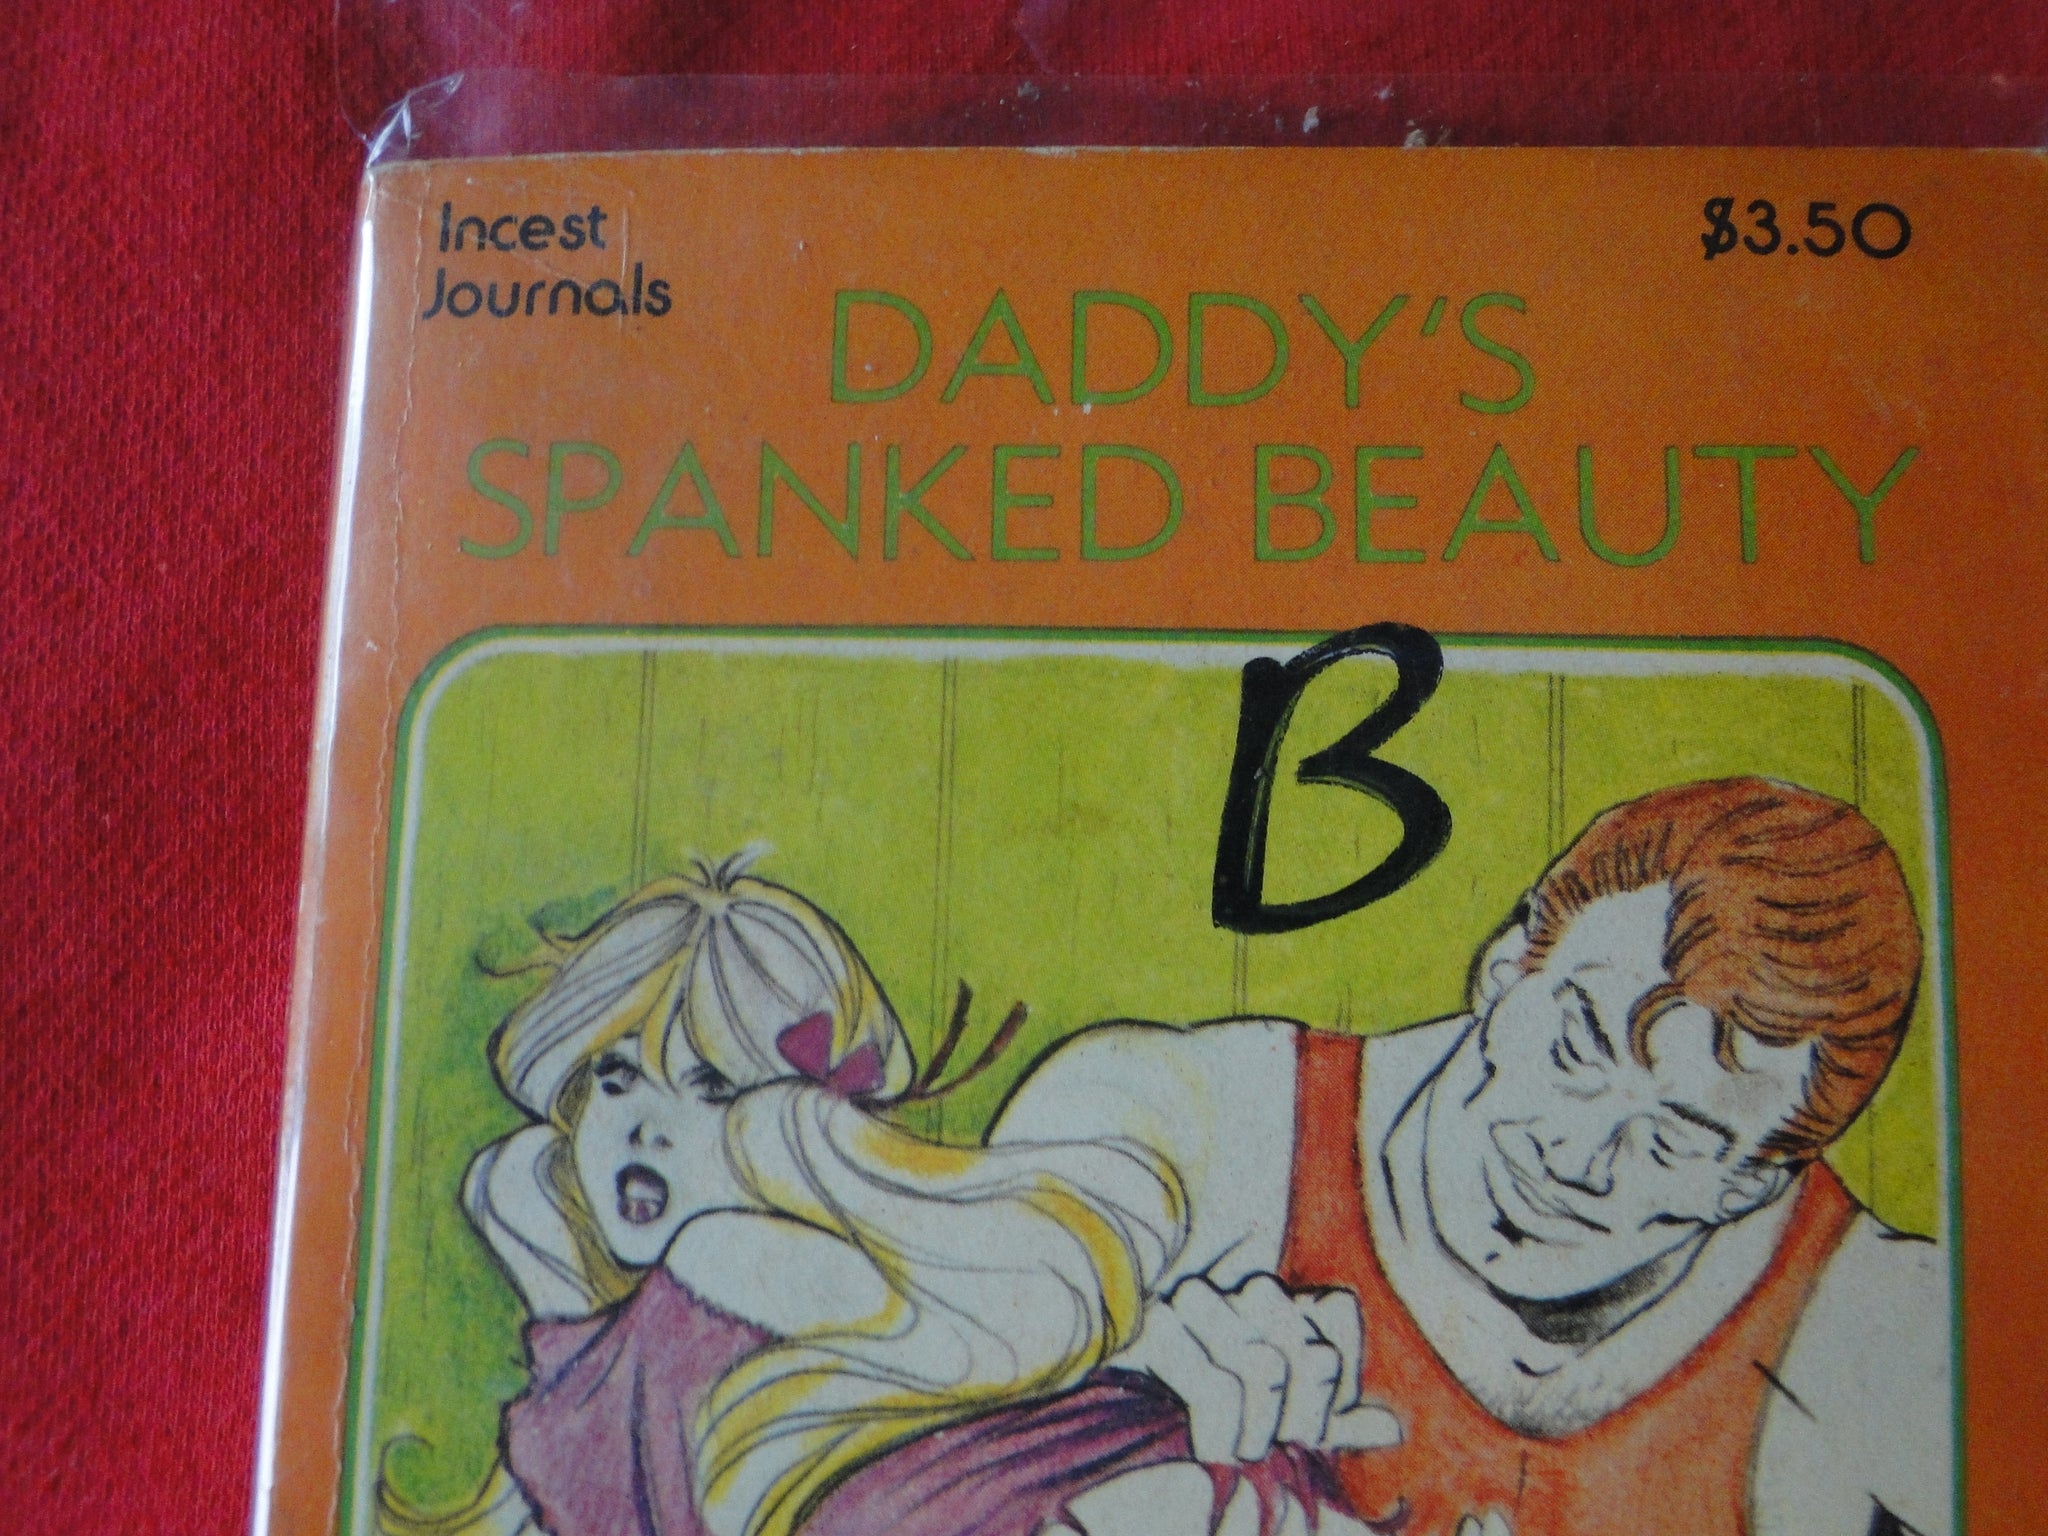 Incest
Journals
$3.50
DADDY'S
SPANKED BEAUTY
B